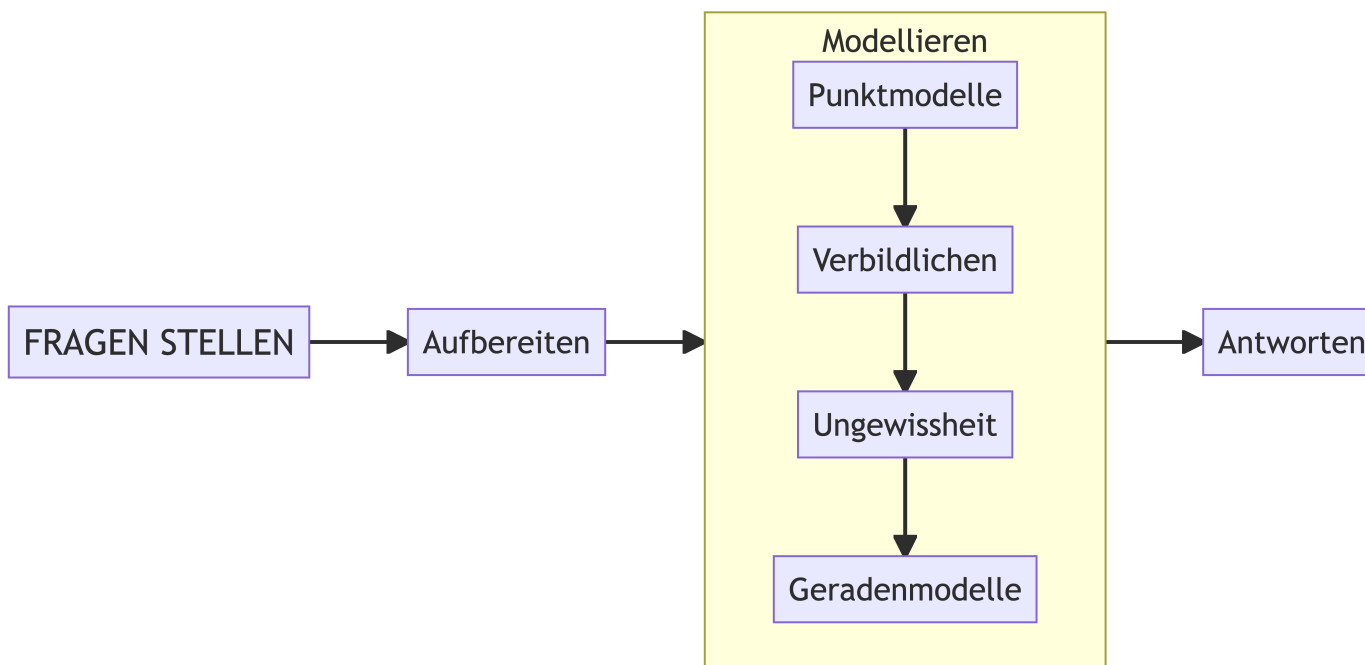 FRAGEN STELLEN
Aufbereiten
Modellieren
Punktmodelle
Verbildlichen
Ungewissheit
Geradenmodelle
Antworten